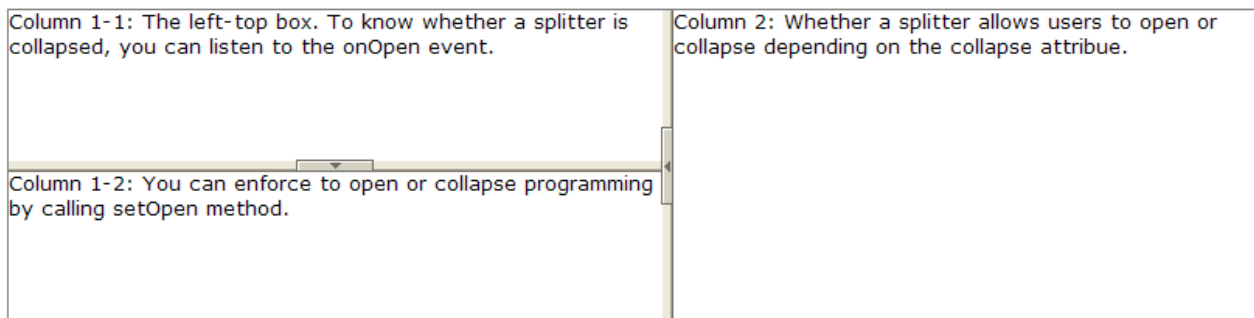 Column 1-1: The left-top box. To know whether a splitter is
collapsed, you can listen to the onOpen event.
Column 1-2: You can enforce to open or collapse programming
by calling setOpen method.
Column 2: Whether a splitter allows users to open or
collapse depending on the collapse attribue.